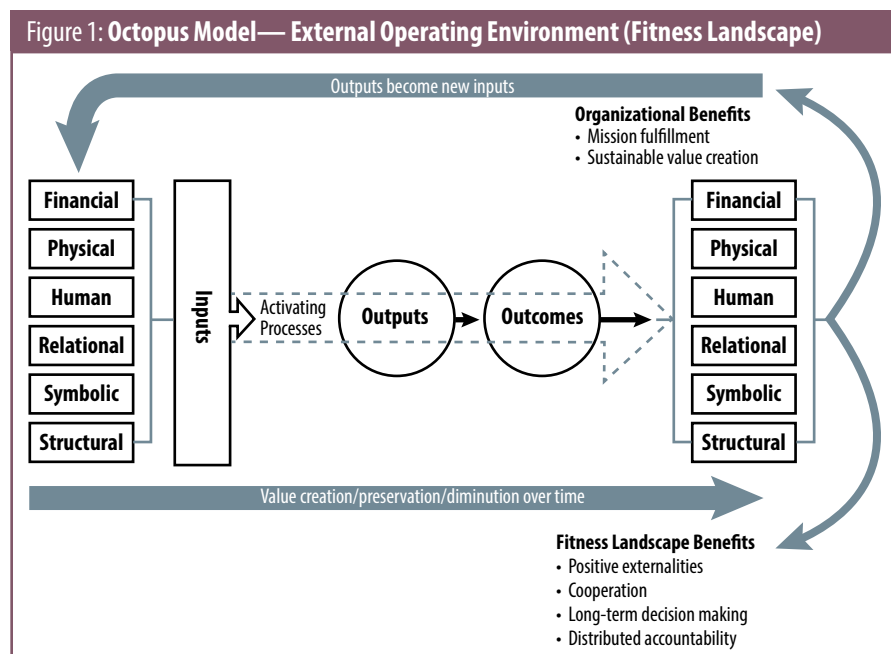 Figure 1: Octopus Model— External Operating Environment (Fitness Landscape)
Outputs become new inputs
Organizational Benefits
• Mission fulfillment
• Sustainable value creation
Financial
Physical
Human
Relational
Symbolic
Structural
Inputs
Activating
Processes
Outputs
Outcomes
Financial
Physical
Human
Relational
Symbolic
Structural
Value creation/preservation/diminution over time
Fitness Landscape Benefits
• Positive externalities
• Cooperation
• Long-term decision making
• Distributed accountability